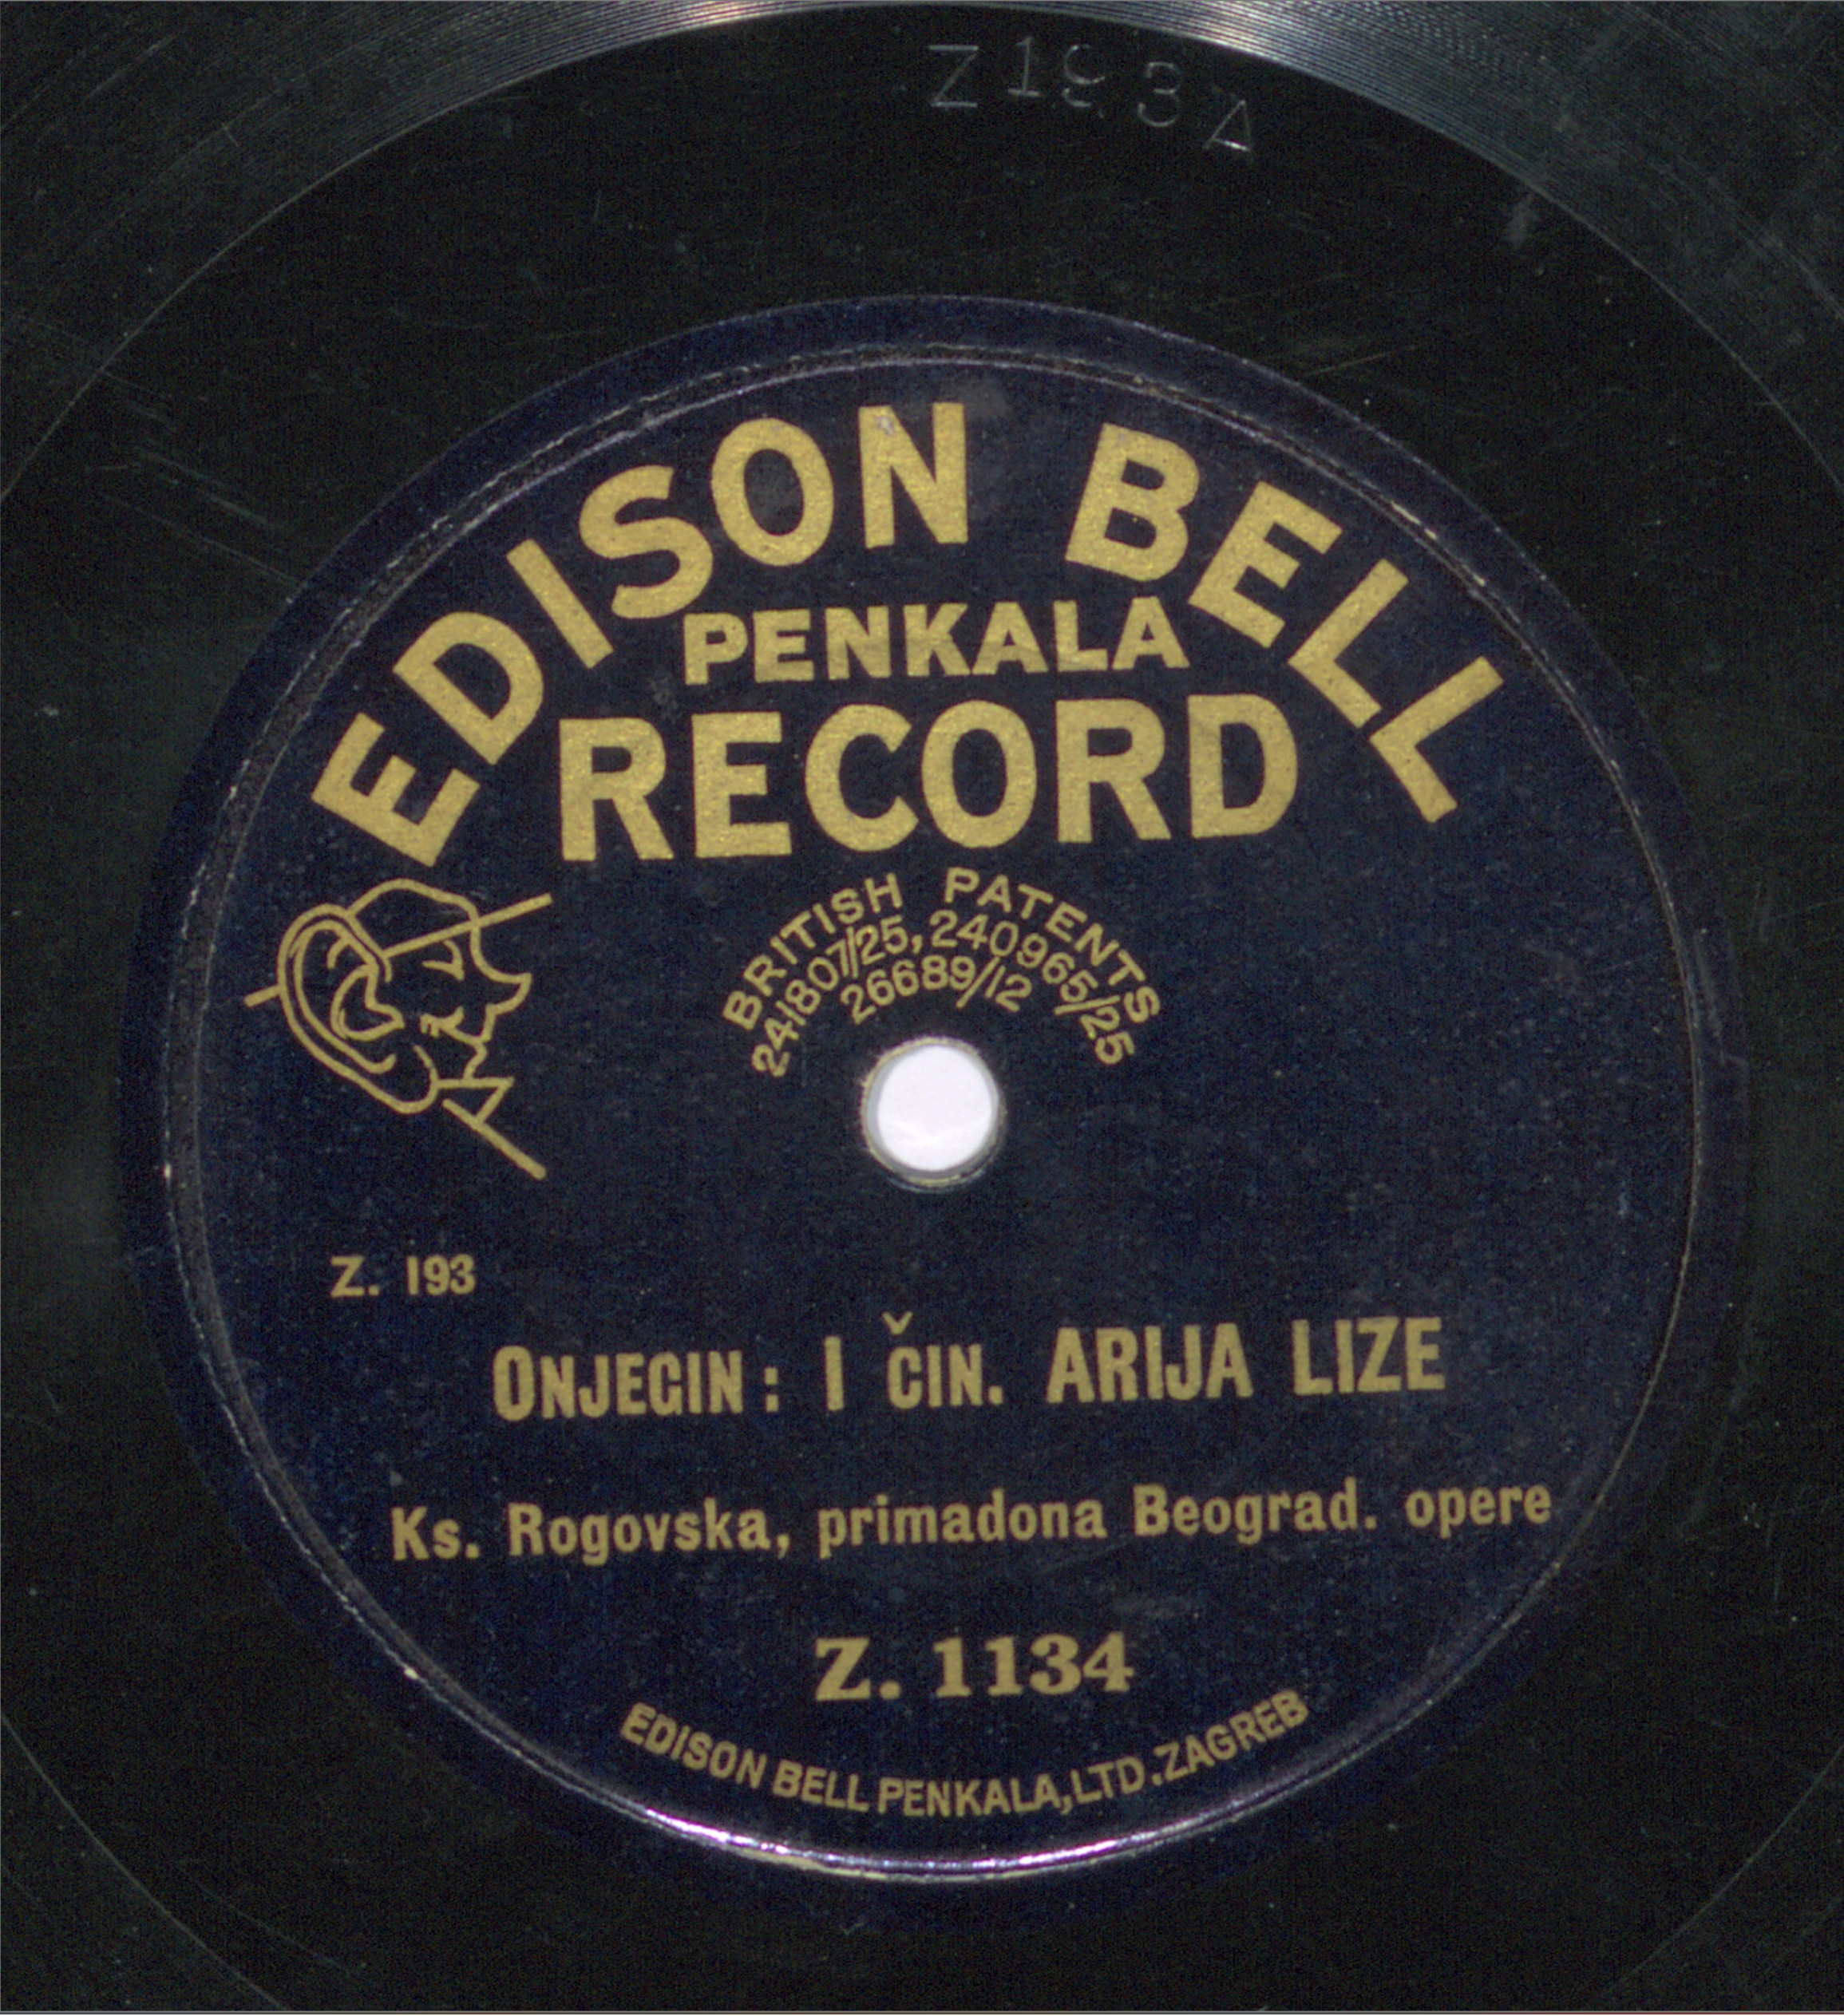 Z193A
EDISON BELL
PENKALA
RECORD
BRITISH PATENTS
241807/25, 240965/25
26689/12
Z. 193
ONJEGIN: I ČIN. ARIJA LIZE
Ks. Rogovska, primadona Beograd. opere
Z. 1134
EDISON BELL PENKALA, LTD. ZAGREB